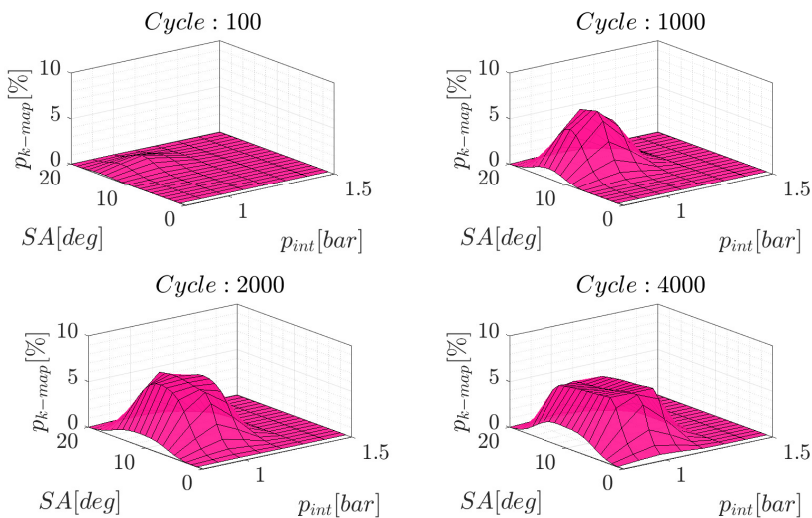 Cycle : 100
10
5
0
p_{k-map}[%]
20
10
0
SA[deg]
1
1.5
p_{int}[bar]
Cycle : 1000
10
5
0
p_{k-map}[%]
20
10
0
SA[deg]
1
1.5
p_{int}[bar]
Cycle : 2000
10
5
0
p_{k-map}[%]
20
10
0
SA[deg]
1
1.5
p_{int}[bar]
Cycle : 4000
10
5
0
p_{k-map}[%]
20
10
0
SA[deg]
1
1.5
p_{int}[bar]